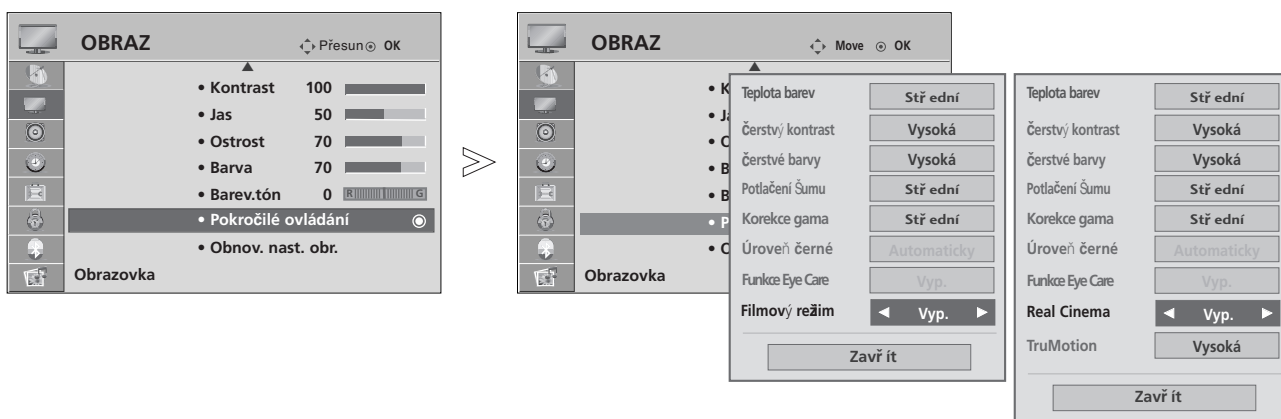 OBRAZ Přesun OK
• Kontrast 100
• Jas 50
• Ostrost 70
• Barva 70
• Barev.tón 0 R G
• Pokročilé ovládání
• Obnov. nast. obr.
Obrazovka
OBRAZ Move OK
• K
• J
• O
• B
• B
• P
• O
Obrazovka
Teplota barev Stř ední
čerstvý kontrast Vysoká
čerstvé barvy Vysoká
Potlačení Šumu Stř ední
Korekce gama Stř ední
Úroveň černé Automaticky
Funkce Eye Care Vyp.
Filmový režim Vyp.
Zavř ít
Teplota barev Stř ední
čerstvý kontrast Vysoká
čerstvé barvy Vysoká
Potlačení Šumu Stř ední
Korekce gama Stř ední
Úroveň černé Automaticky
Funkce Eye Care Vyp.
Real Cinema Vyp.
TruMotion Vysoká
Zavř ít